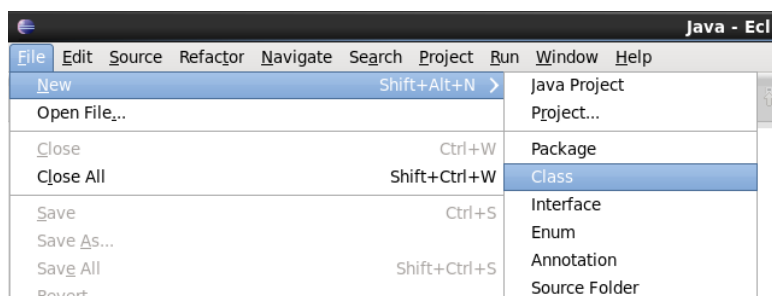 Java - Ecl
File Edit Source Refactor Navigate Search Project Run Window Help
New Shift+Alt+N
Open File...
Close Ctrl+W
Close All Shift+Ctrl+W
Save Ctrl+S
Save As...
Save All Shift+Ctrl+S
Revert
Java Project
Project...
Package
Class
Interface
Enum
Annotation
Source Folder